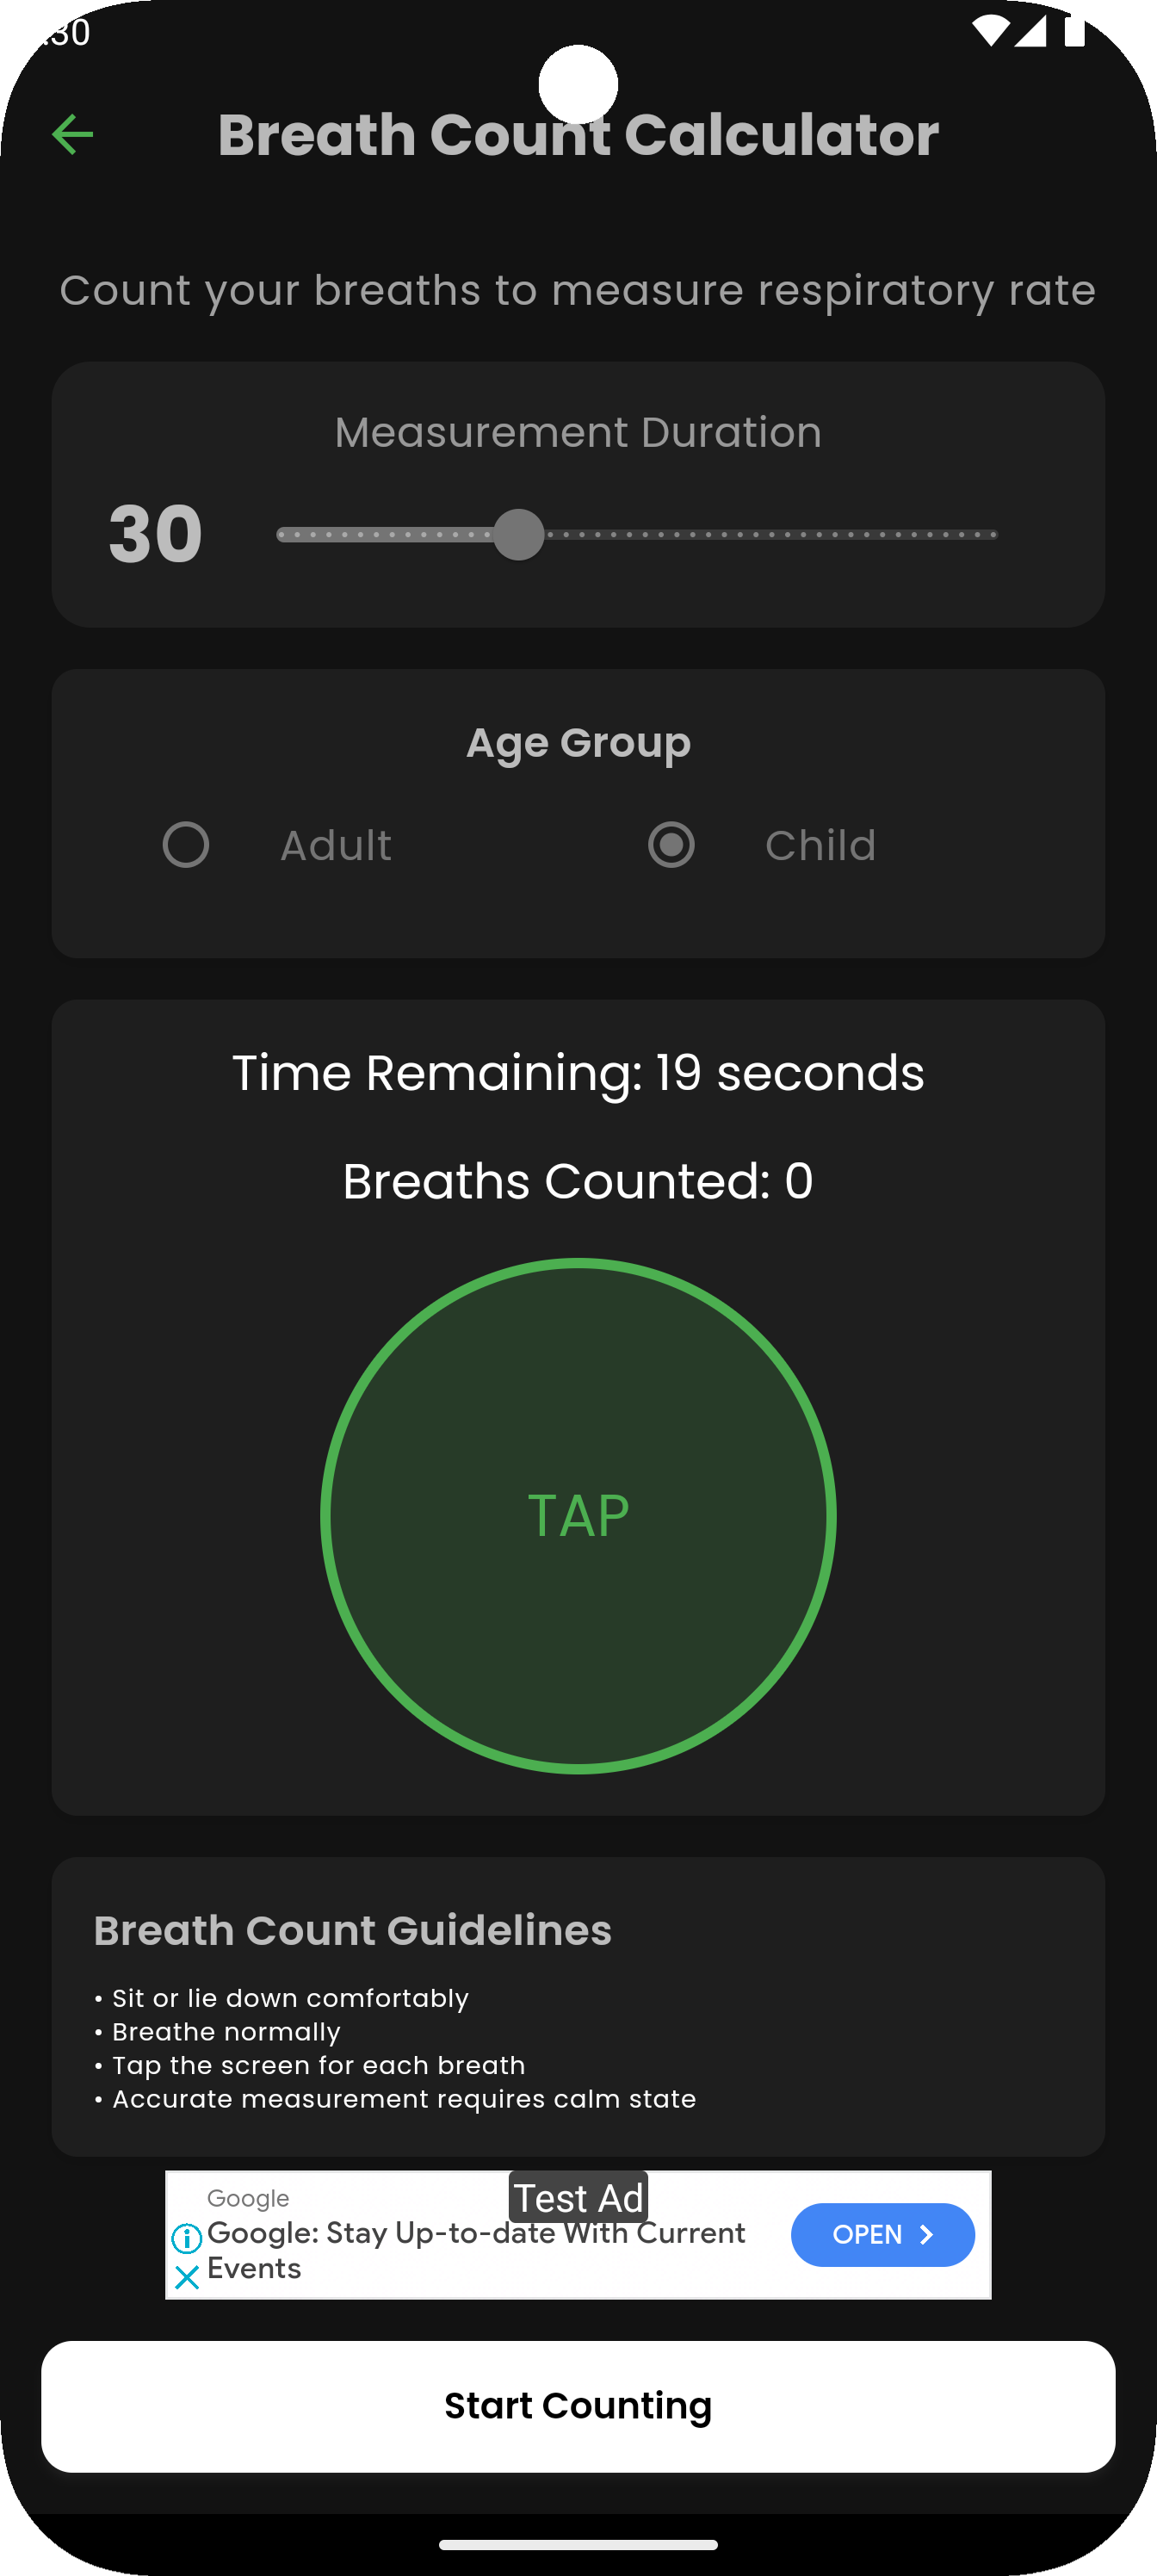 :30
Breath Count Calculator
Count your breaths to measure respiratory rate
Measurement Duration
30
Age Group
Adult
Child
Time Remaining: 19 seconds
Breaths Counted: 0
TAP
Breath Count Guidelines
• Sit or lie down comfortably
• Breathe normally
• Tap the screen for each breath
• Accurate measurement requires calm state
Test Ad
Google
Google: Stay Up-to-date With Current
Events
OPEN
Start Counting